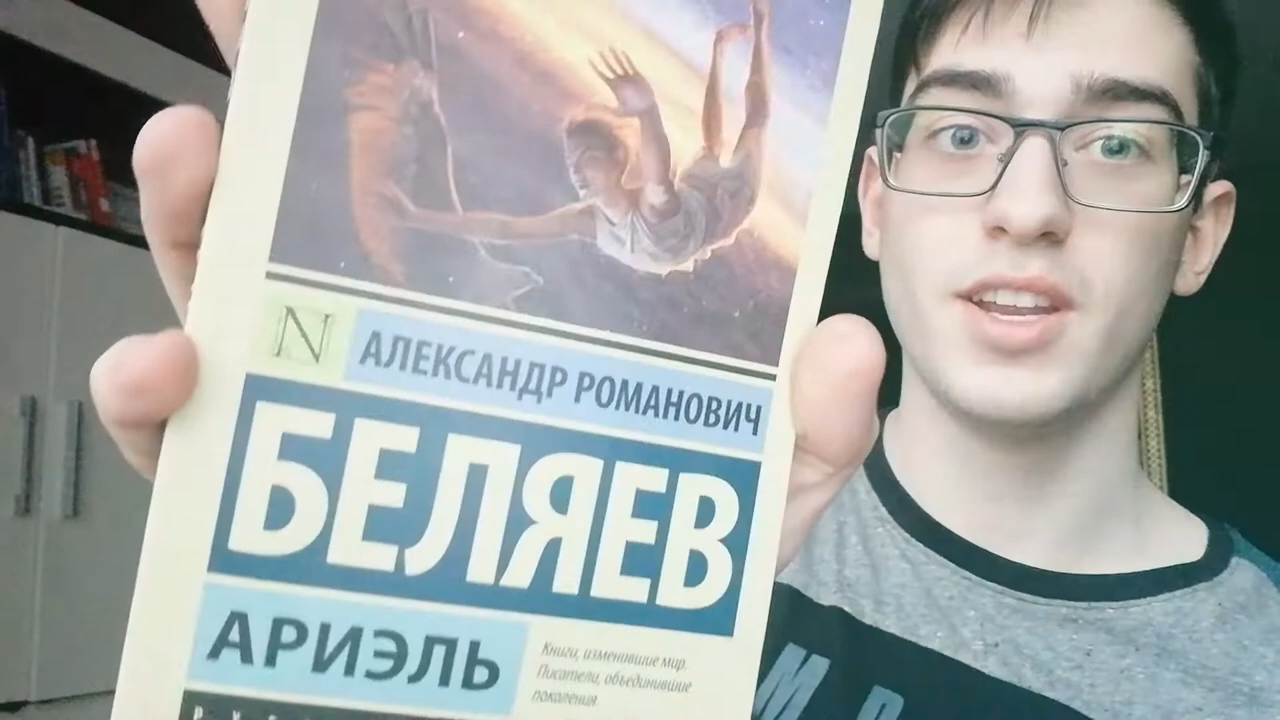 N
АЛЕКСАНДР РОМАНОВИЧ
БЕЛЯЕВ
АРИЭЛЬ
Книги, изменившие мир.
Писатели, объединившие
поколения.